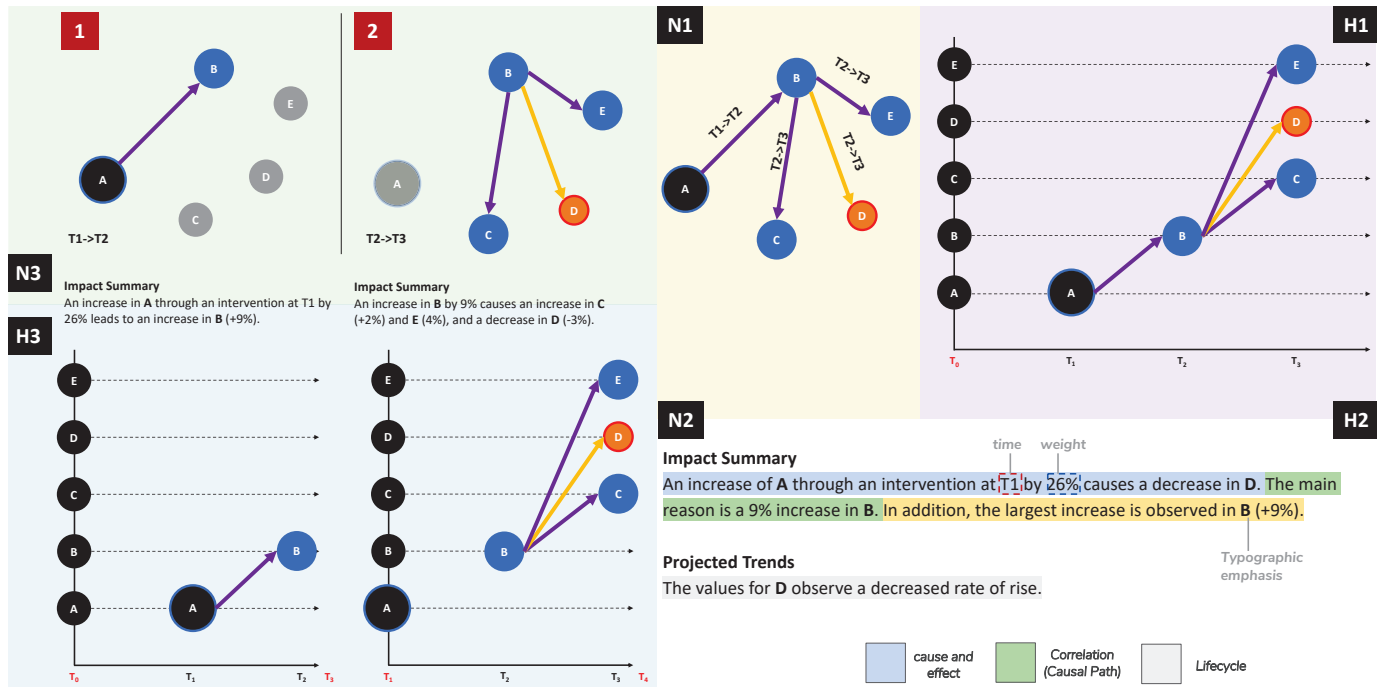 1
B
E
D
A
C
T1->T2
2
B
E
A
D
C
T2->T3
N3
Impact Summary
An increase in A through an intervention at T1 by
26% leads to an increase in B (+9%).
Impact Summary
An increase in B by 9% causes an increase in C
(+2%) and E (4%), and a decrease in D (-3%).
H3
E
D
C
B
B
A
A
T0
T1
T2
T3
E
E
D
D
C
C
B
B
A
T1
T2
T3
T4
N1
B
T2->T3
E
T1->T2
T2->T3
T2->T3
A
D
C
H1
E
E
D
D
C
C
B
B
A
A
T0
T1
T2
T3
N2
H2
time
weight
Impact Summary
An increase of A through an intervention at T1 by 26% causes a decrease in D. The main
reason is a 9% increase in B. In addition, the largest increase is observed in B (+9%).
Typographic
emphasis
Projected Trends
The values for D observe a decreased rate of rise.
cause and
effect
Correlation
(Causal Path)
Lifecycle